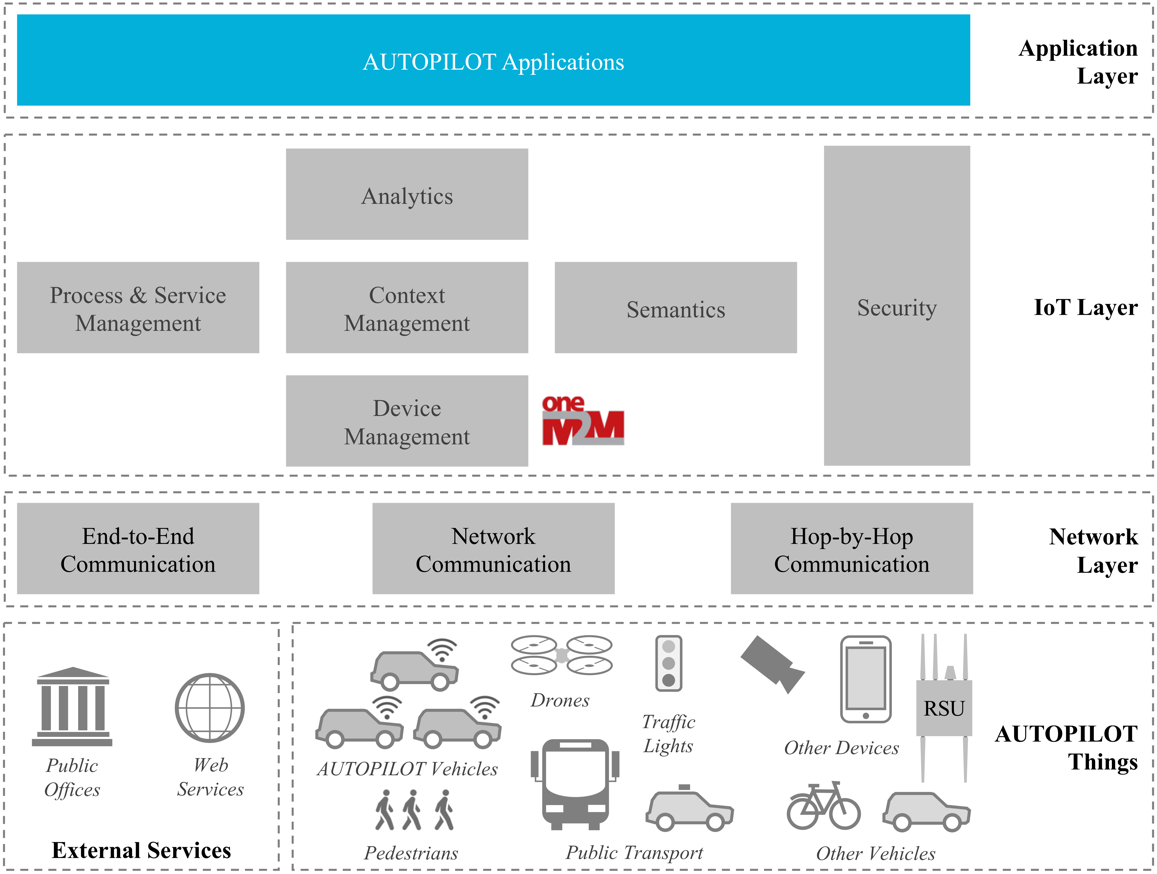 AUTOPILOT Applications
Application
Layer
Analytics
Process & Service
Management
Context
Management
Semantics
Security
IoT Layer
Device
Management
one
M2M
End-to-End
Communication
Network
Communication
Hop-by-Hop
Communication
Network
Layer
Public
Offices
Web
Services
External Services
AUTOPILOT Vehicles
Drones
Traffic
Lights
Other Devices
RSU
AUTOPILOT
Things
Pedestrians
Public Transport
Other Vehicles